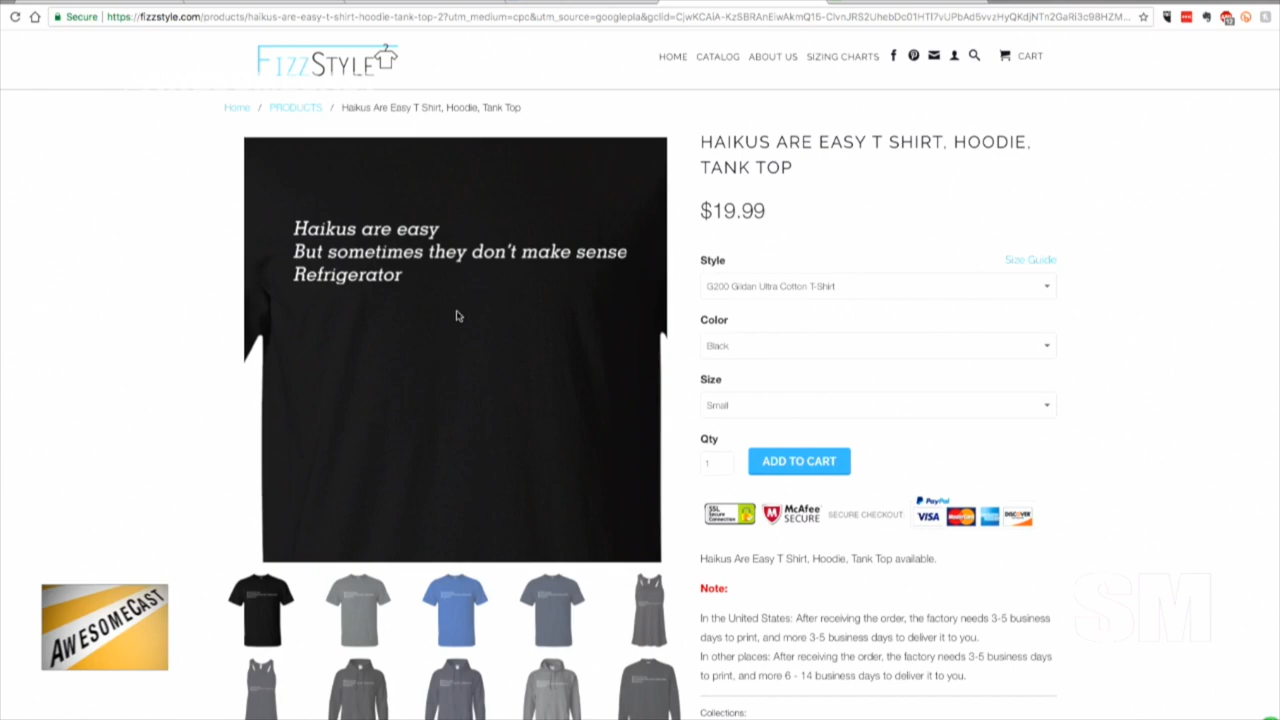 Secure
https://fizzstyle.com/products/haikus-are-easy-t-shirt-hoodie-tank-top-2?utm_medium=cpc&utm_source=googlepla&gclid=
FIZZSTYLE
HOME CATALOG ABOUT US SIZING CHARTS CART
Home / PRODUCTS / Haikus Are Easy T Shirt, Hoodie, Tank Top
Haikus are easy
But sometimes they don't make sense
Refrigerator
HAIKUS ARE EASY T SHIRT, HOODIE,
TANK TOP
$19.99
Style Size Guide
G200 Gildan Ultra Cotton T-Shirt
Color
Black
Size
Small
Qty
1 ADD TO CART
SSL Secure Connection McAfee SECURE SECURE CHECKOUT. PayPal VISA MasterCard DISCOVER
Haikus Are Easy T Shirt, Hoodie, Tank Top available.
Note:
In the United States: After receiving the order, the factory needs 3-5 business
days to print, and more 3-5 business days to deliver it to you.
In other places: After receiving the order, the factory needs 3-5 business days
to print, and more 6 - 14 business days to deliver it to you.
Collections:
AWESOMECAST
SM